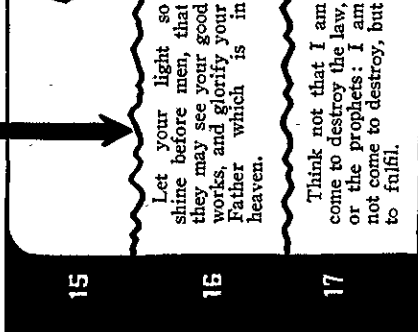 15
16
Let your light so
shine before men, that
they may see your good
works, and glorify your
Father which is in
heaven.
17
Think not that I am
come to destroy the law,
or the prophets: I am
not come to destroy, but
to fulfil.